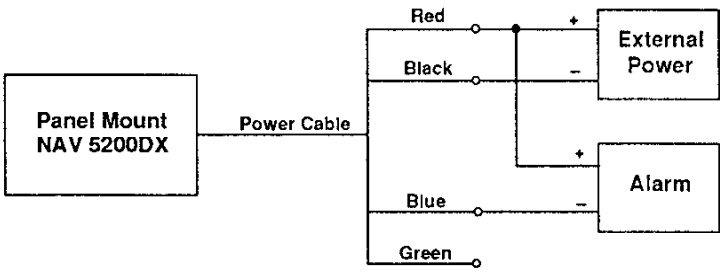 Red
+
External
Power
Black
−
Panel Mount
NAV 5200DX
Power Cable
+
Alarm
Blue
−
Green